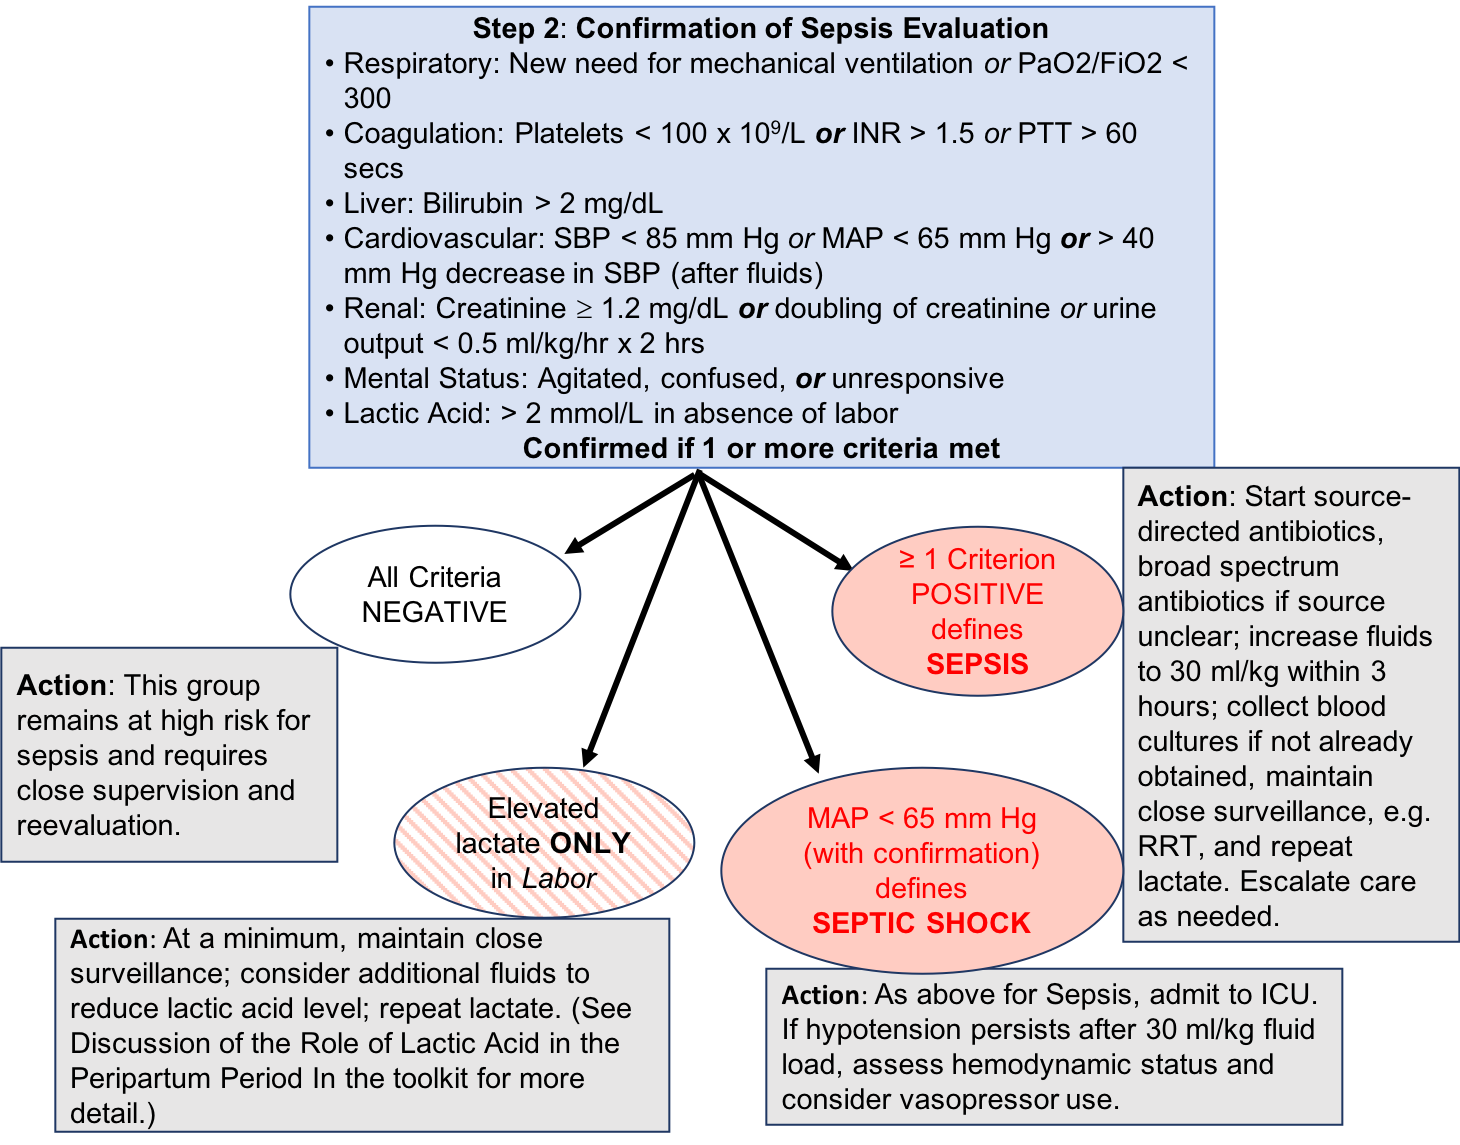 Step 2: Confirmation of Sepsis Evaluation
• Respiratory: New need for mechanical ventilation or PaO2/FiO2 <
300
• Coagulation: Platelets < 100 x 10⁹/L or INR > 1.5 or PTT > 60
secs
• Liver: Bilirubin > 2 mg/dL
• Cardiovascular: SBP < 85 mm Hg or MAP < 65 mm Hg or > 40
mm Hg decrease in SBP (after fluids)
• Renal: Creatinine ≥ 1.2 mg/dL or doubling of creatinine or urine
output < 0.5 ml/kg/hr x 2 hrs
• Mental Status: Agitated, confused, or unresponsive
• Lactic Acid: > 2 mmol/L in absence of labor
Confirmed if 1 or more criteria met
All Criteria
NEGATIVE
Action: This group
remains at high risk for
sepsis and requires
close supervision and
reevaluation.
Elevated
lactate ONLY
in Labor
Action: At a minimum, maintain close
surveillance; consider additional fluids to
reduce lactic acid level; repeat lactate. (See
Discussion of the Role of Lactic Acid in the
Peripartum Period In the toolkit for more
detail.)
≥ 1 Criterion
POSITIVE
defines
SEPSIS
Action: Start source-
directed antibiotics,
broad spectrum
antibiotics if source
unclear; increase fluids
to 30 ml/kg within 3
hours; collect blood
cultures if not already
obtained, maintain
close surveillance, e.g.
RRT, and repeat
lactate. Escalate care
as needed.
MAP < 65 mm Hg
(with confirmation)
defines
SEPTIC SHOCK
Action: As above for Sepsis, admit to ICU.
If hypotension persists after 30 ml/kg fluid
load, assess hemodynamic status and
consider vasopressor use.